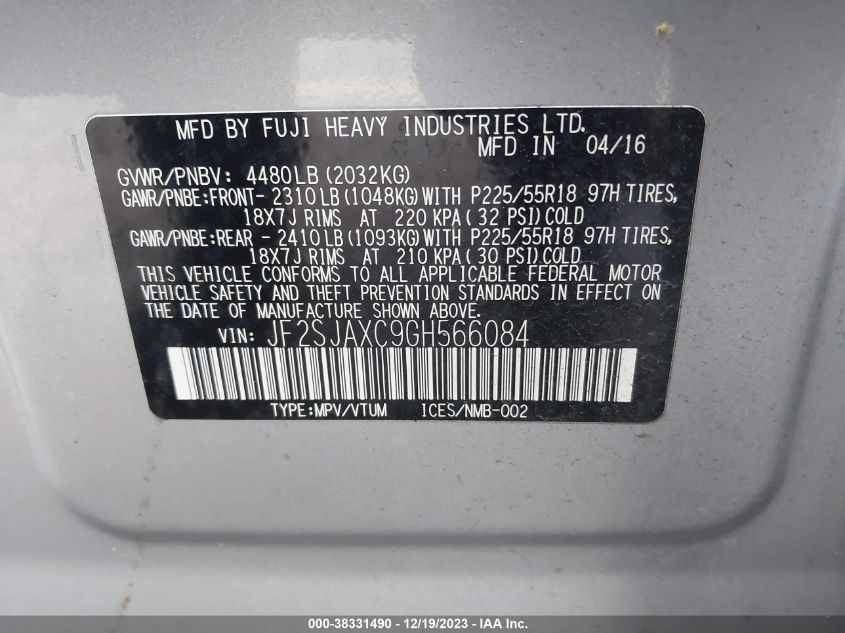 MFD BY FUJI HEAVY INDUSTRIES LTD.
MFD IN 04/16
GVWR/PNBV: 4480LB (2032KG)
GAWR/PNBE:FRONT- 2310LB (1048KG) WITH P225/55R18 97H TIRES,
18X7J RIMS AT 220 KPA ( 32 PSI) COLD
GAWR/PNBE:REAR - 2410LB (1093KG) WITH P225/55R18 97H TIRES,
18X7J RIMS AT 210 KPA ( 30 PSI) COLD
THIS VEHICLE CONFORMS TO ALL APPLICABLE FEDERAL MOTOR
VEHICLE SAFETY AND THEFT PREVENTION STANDARDS IN EFFECT ON
THE DATE OF MANUFACTURE SHOWN ABOVE.
VIN: JF2SJAXC9GH566084
TYPE:MPV/VTUM ICES/NMB-002
000-38331490 - 12/19/2023 - www.iaai.com - Copyright IAA, Inc.